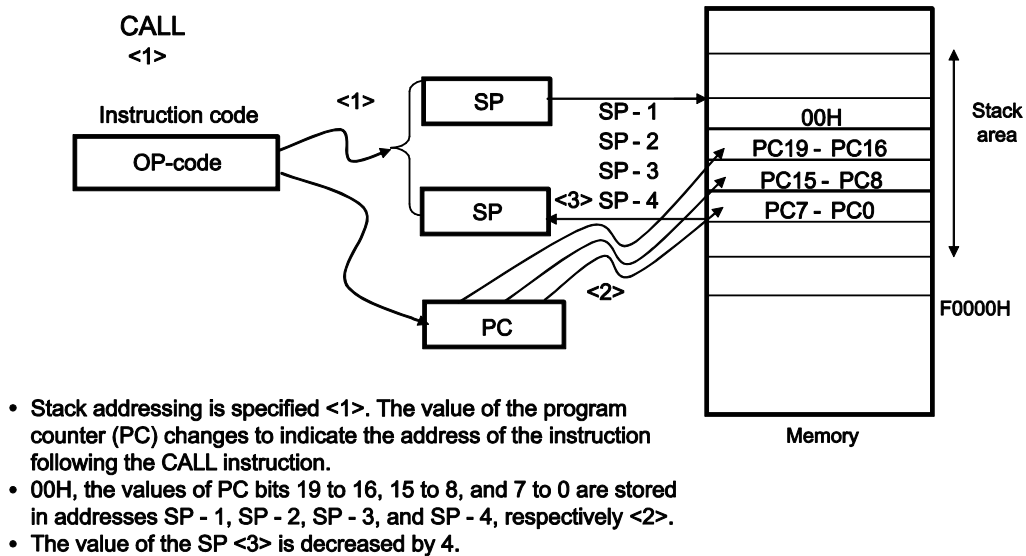 CALL
<1>
Instruction code
OP-code
<1>
SP
SP - 1
SP - 2
SP - 3
<3> SP - 4
SP
<2>
PC
00H
PC19 - PC16
PC15 - PC8
PC7 - PC0
Stack
area
F0000H
Memory
• Stack addressing is specified <1>. The value of the program
counter (PC) changes to indicate the address of the instruction
following the CALL instruction.
• 00H, the values of PC bits 19 to 16, 15 to 8, and 7 to 0 are stored
in addresses SP - 1, SP - 2, SP - 3, and SP - 4, respectively <2>.
• The value of the SP <3> is decreased by 4.